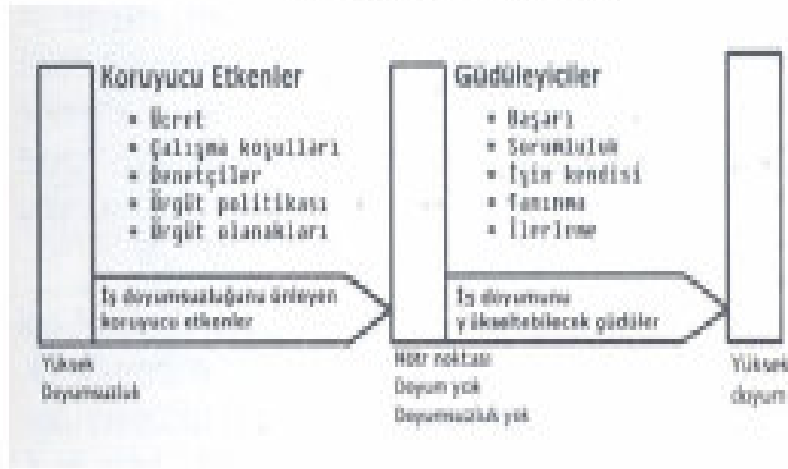 Koruyucu Etkenler
• Ücret
• Çalışma koşulları
• Denetçiler
• Örgüt politikası
• Örgüt olanakları
İş doyumsuzluğunu önleyen
koruyucu etkenler
Güdüleyiciler
• Başarı
• Sorumluluk
• İşin kendisi
• Tanınma
• İlerleme
İş doyumunu
yükseltebilecek güdüler
Yüksek
Doyumsuzluk
Nötr noktası
Doyum yok
Doyumsuzluk yok
Yüksek
doyum